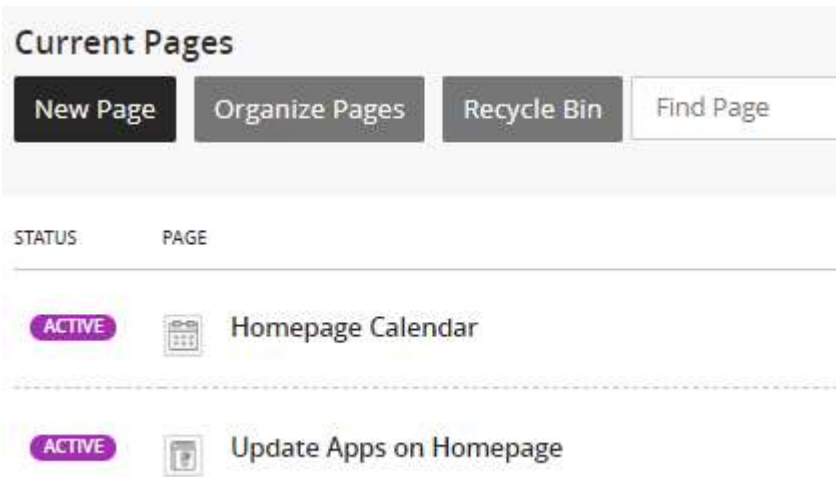 Current Pages
New Page Organize Pages Recycle Bin Find Page
STATUS PAGE
ACTIVE Homepage Calendar
ACTIVE Update Apps on Homepage